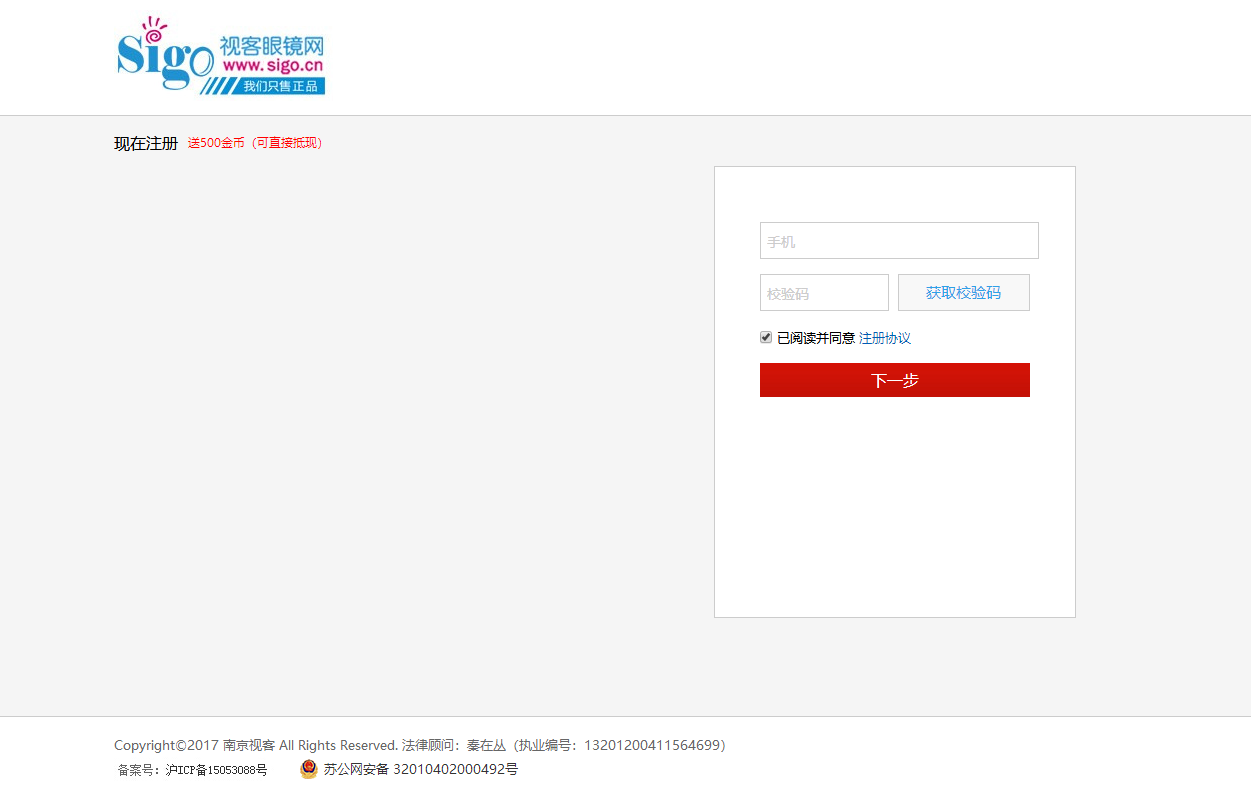 Sigo 视客眼镜网
www.sigo.cn
我们只售正品
现在注册 送500金币（可直接抵现）
手机
校验码 获取校验码
已阅读并同意 注册协议
下一步
Copyright©2017 南京视客 All Rights Reserved. 法律顾问：秦在丛（执业编号：13201200411564699）
备案号：沪ICP备15053088号 苏公网安备 32010402000492号